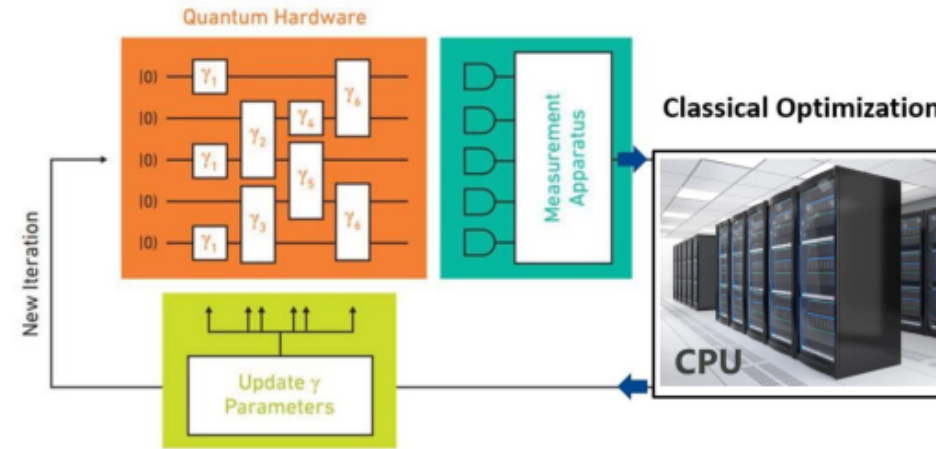 Quantum Hardware
|0⟩
γ1
γ6
|0⟩
γ2
γ4
|0⟩
γ1
γ5
|0⟩
γ3
γ6
|0⟩
γ1
Measurement
Apparatus
Classical Optimization
CPU
New Iteration
Update γ
Parameters